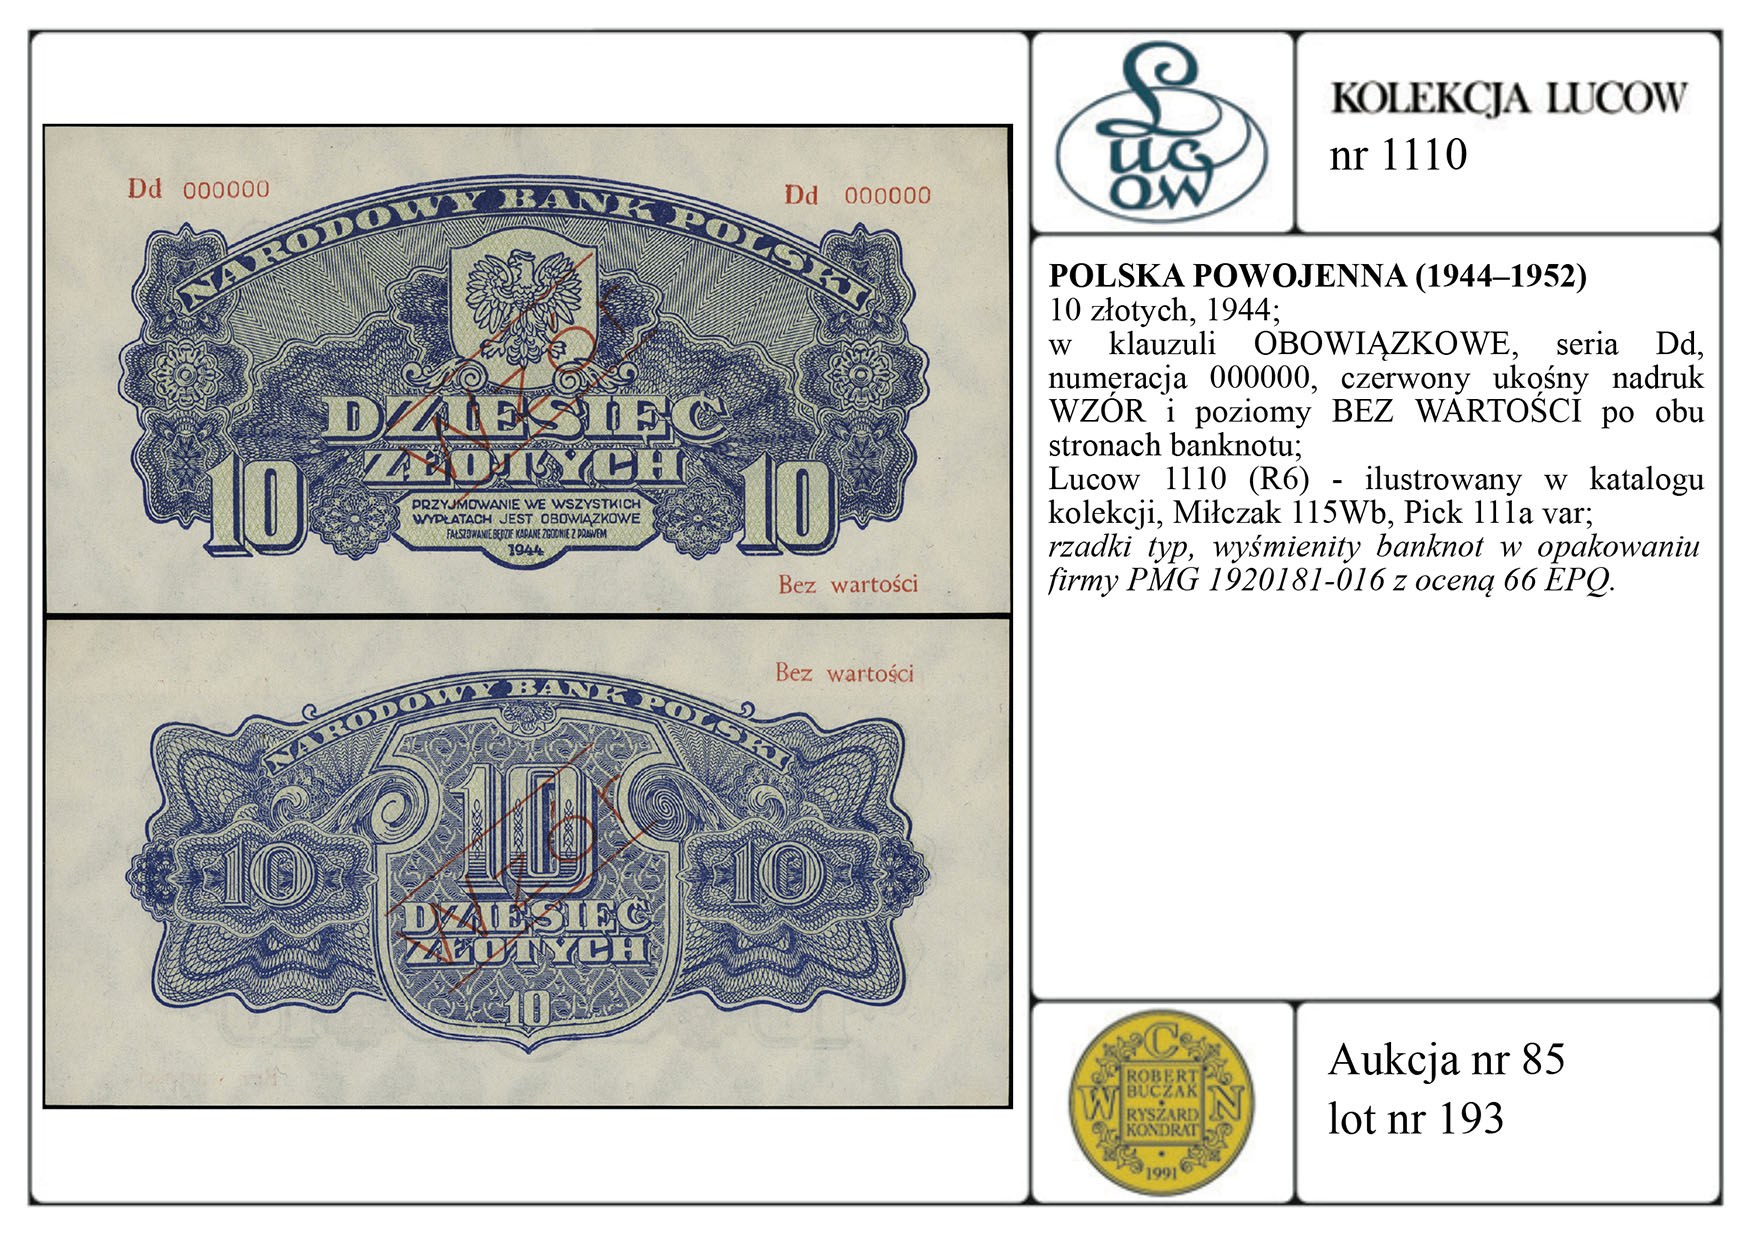 Dd 000000
Dd 000000
NARODOWY BANK POLSKI
Wzór
DZIESIĘĆ
ZŁOTYCH
10
10
PRZYJMOWANIE WE WSZYSTKICH
WYPŁATACH JEST OBOWIĄZKOWE
FAŁSZOWANIE BĘDZIE KARANE ZGODNIE Z PRAWEM
1944
Bez wartości
Bez wartości
NARODOWY BANK POLSKI
10
10
10
Wzór
DZIESIĘĆ
ZŁOTYCH
10
Lucow
KOLEKCJA LUCOW
nr 1110
POLSKA POWOJENNA (1944–1952)
10 złotych, 1944;
w klauzuli OBOWIĄZKOWE, seria Dd,
numeracja 000000, czerwony ukośny nadruk
WZÓR i poziomy BEZ WARTOŚCI po obu
stronach banknotu;
Lucow 1110 (R6) - ilustrowany w katalogu
kolekcji, Miłczak 115Wb, Pick 111a var;
rzadki typ, wyśmienity banknot w opakowaniu
firmy PMG 1920181-016 z oceną 66 EPQ.
W C N
ROBERT
BUCZAK
RYSZARD
KONDRAT
1991
Aukcja nr 85
lot nr 193